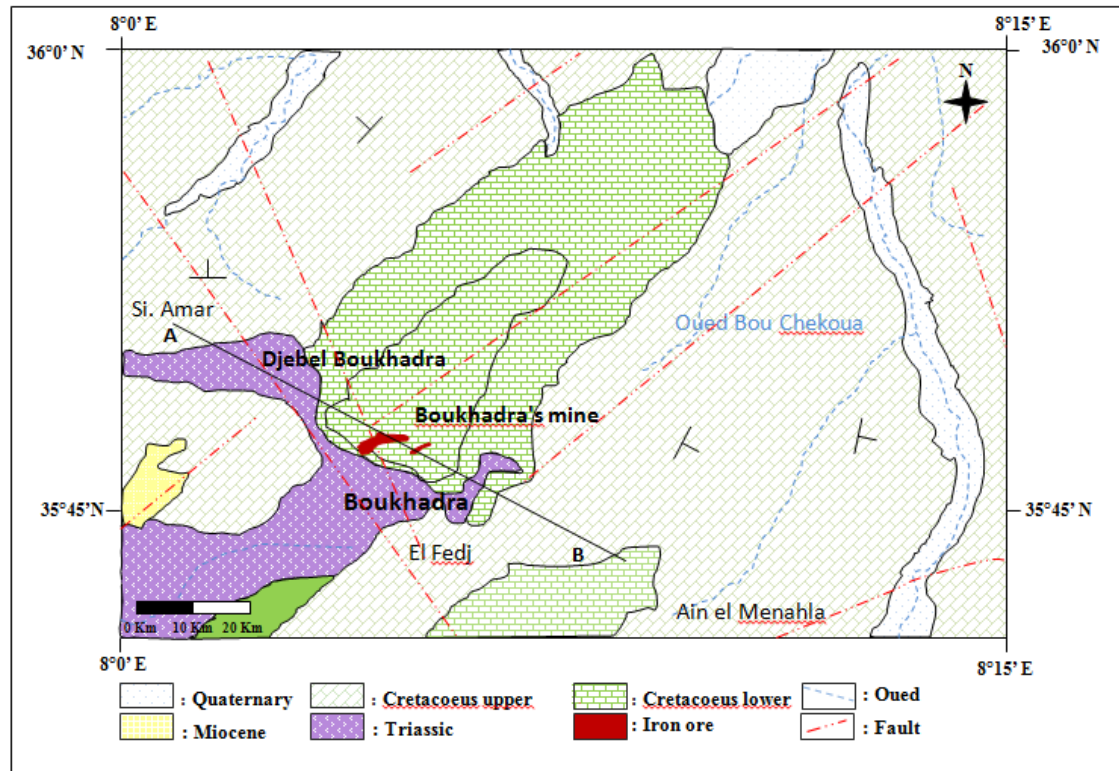 8°0’ E
8°15’ E
36°0’ N
36°0’ N
N
Si. Amar
A
Oued Bou Chekoua
Djebel Boukhadra
Boukhadra's mine
Boukhadra
35°45’N
35°45’N
El Fedj
B
Ain el Menahla
0 Km 10 Km 20 Km
8°0’ E
8°15’ E
: Quaternary
: Cretacoeus upper
: Cretacoeus lower
: Oued
: Miocene
: Triassic
: Iron ore
: Fault